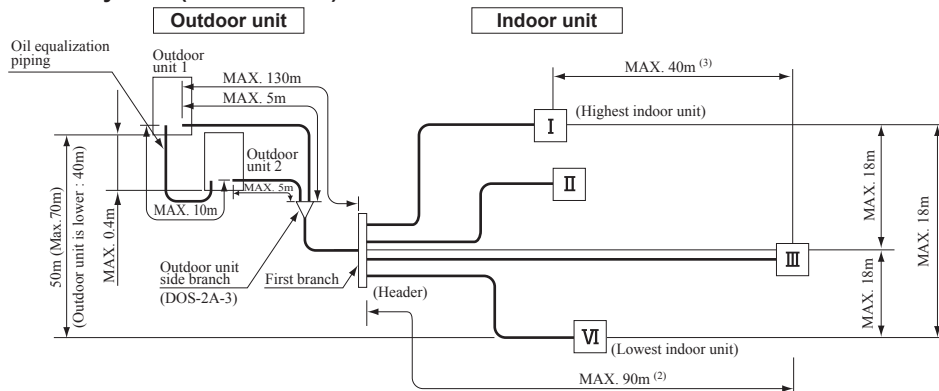 Outdoor unit
Indoor unit
Oil equalization
piping
Outdoor
unit 1
MAX. 130m
MAX. 5m
MAX. 40m (3)
I
(Highest indoor unit)
Outdoor
unit 2
MAX. 5m
MAX. 10m
II
50m (Max.70m)
(Outdoor unit is lower : 40m)
MAX. 0.4m
MAX. 18m
MAX. 18m
MAX. 18m
Outdoor unit
side branch
(DOS-2A-3)
First branch
(Header)
III
VI
(Lowest indoor unit)
MAX. 90m (2)